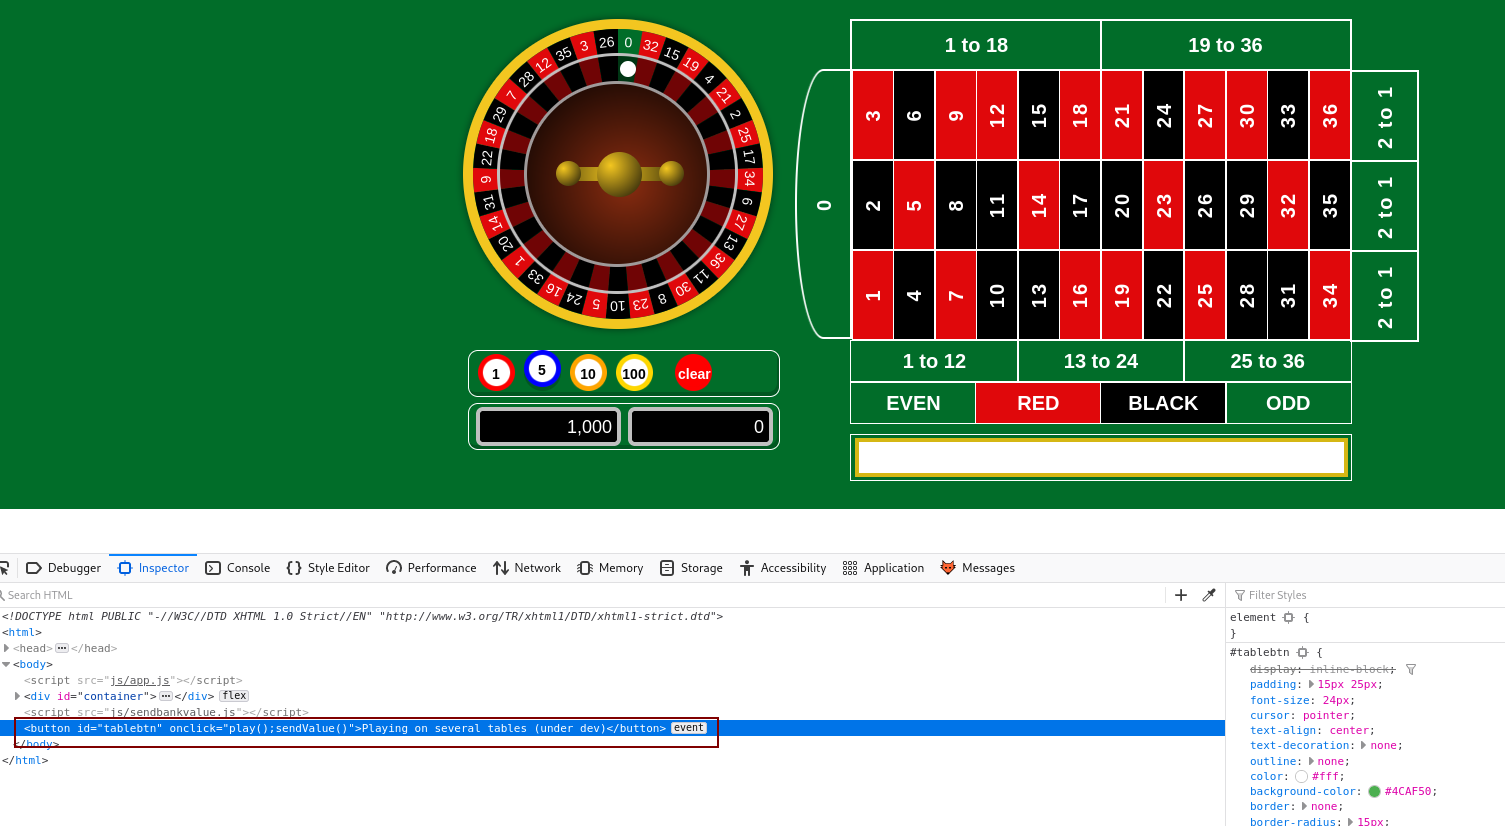 0 32 15 19 4 21 2 25 17 34 6 27 13 36 11 30 8 23 10 5 24 16 33 1 20 14 31 9 22 18 29 7 28 12 35 3 26
1 to 18 19 to 36
3 6 9 12 15 18 21 24 27 30 33 36 2 to 1
0 2 5 8 11 14 17 20 23 26 29 32 35 2 to 1
1 4 7 10 13 16 19 22 25 28 31 34 2 to 1
1 to 12 13 to 24 25 to 36
EVEN RED BLACK ODD
1 5 10 100 clear
1,000 0
Debugger Inspector Console Style Editor Performance Network Memory Storage Accessibility Application Messages
Search HTML
<!DOCTYPE html PUBLIC "-//W3C//DTD XHTML 1.0 Strict//EN" "http://www.w3.org/TR/xhtml1/DTD/xhtml1-strict.dtd">
<html>
<head> ••• </head>
<body>
<script src="js/app.js"></script>
<div id="container"> ••• </div> flex
<script src="js/sendbankvalue.js"></script>
<button id="tablebtn" onclick="play();sendValue()">Playing on several tables (under dev)</button> event
</body>
</html>
Filter Styles
element {
}
#tablebtn {
display: inline-block;
padding: 15px 25px;
font-size: 24px;
cursor: pointer;
text-align: center;
text-decoration: none;
outline: none;
color: #fff;
background-color: #4CAF50;
border: none;
border-radius: 15px;